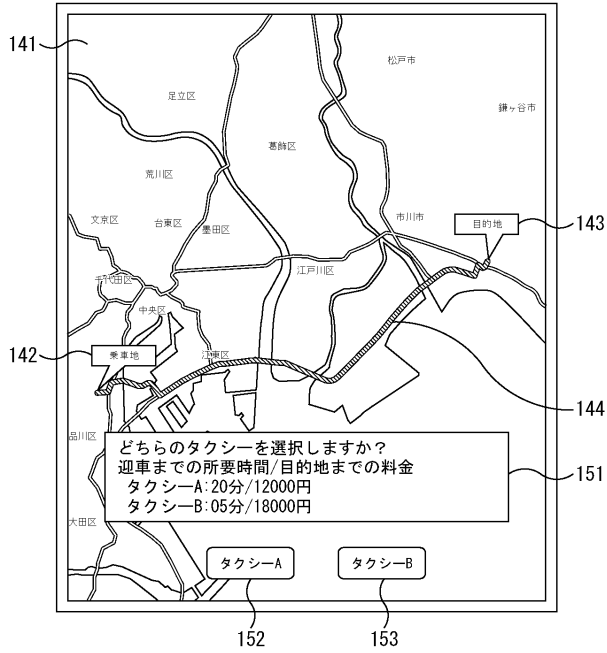 141
松戸市
足立区
鎌ヶ谷市
葛飾区
荒川区
文京区
台東区
墨田区
市川市
目的地
143
千代田区
江戸川区
中央区
142
乗車地
江東区
144
品川区
どちらのタクシーを選択しますか?
迎車までの所要時間/目的地までの料金
タクシーA:20分/12000円
タクシーB:05分/18000円
151
大田区
タクシーA
タクシーB
152
153